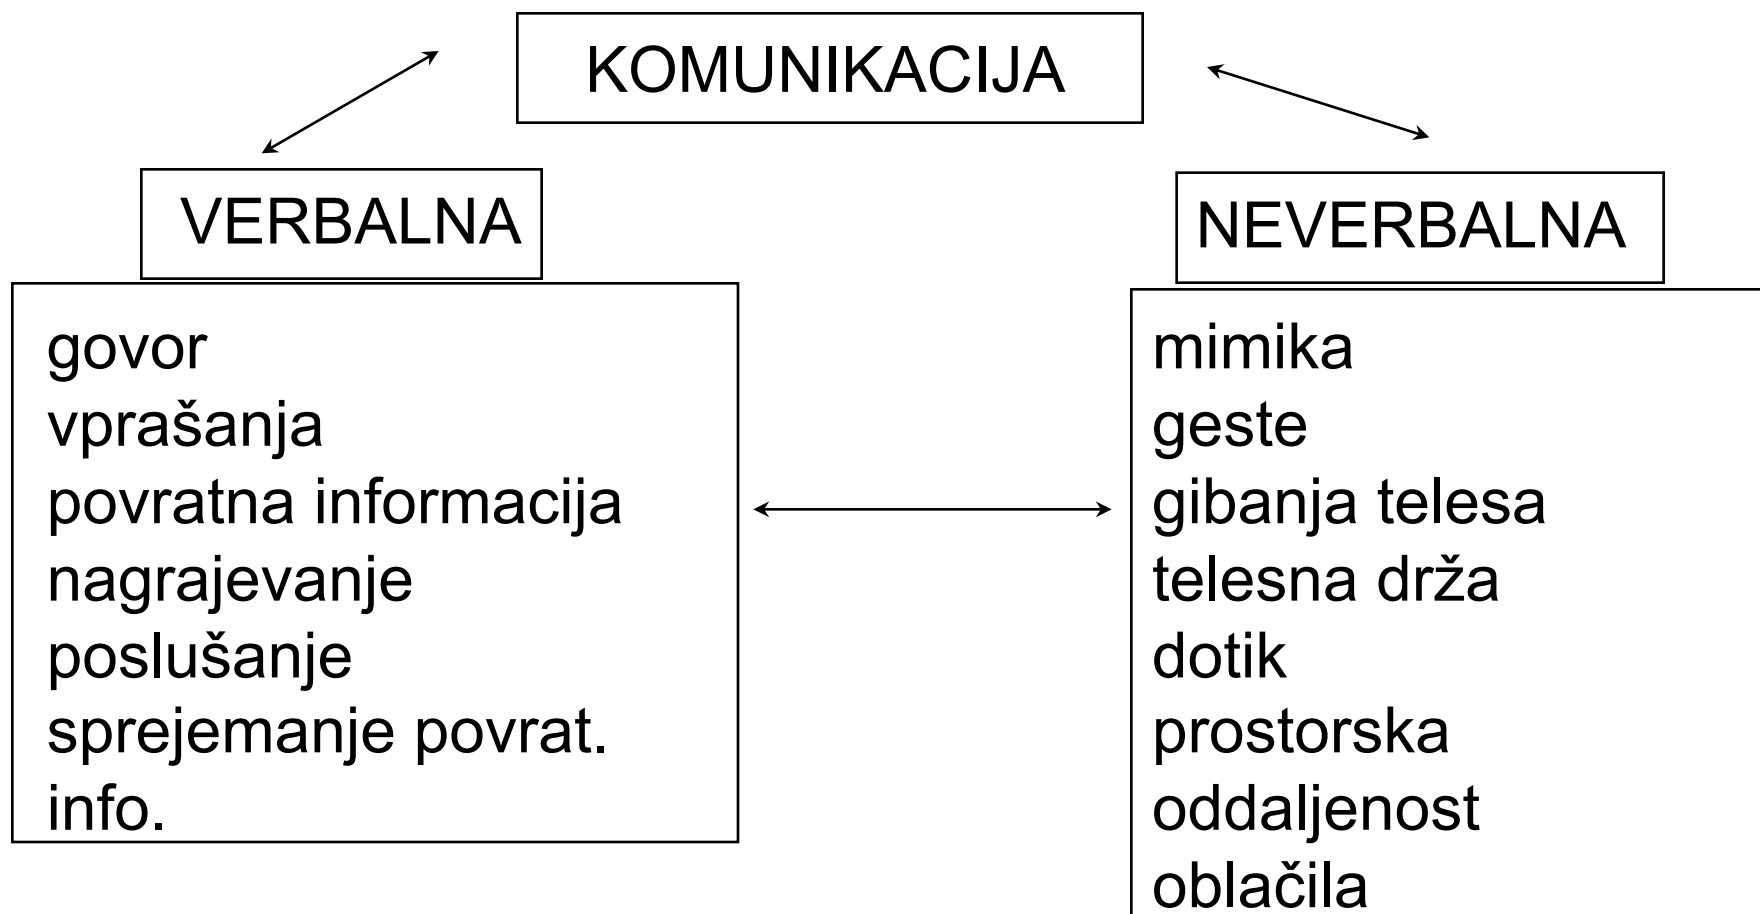 KOMUNIKACIJA
VERBALNA
govor
vprašanja
povratna informacija
nagrajevanje
poslušanje
sprejemanje povrat.
info.
NEVERBALNA
mimika
geste
gibanja telesa
telesna drža
dotik
prostorska
oddaljenost
oblačila